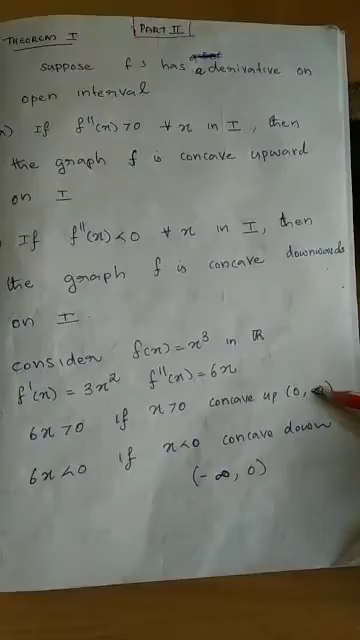 PART II
THEOREM I
Suppose f s has a derivative on
open interval
a) If f''(x) > 0 ∀ x in I, then
the graph f is concave upward
on I
If f''(x) < 0 ∀ x in I, then
the graph f is concave downwards
on I.
consider f(x) = x³ in ℝ
f'(x) = 3x² f''(x) = 6x
6x > 0 if x > 0 concave up (0, ∞)
6x < 0 if x < 0 concave down
(-∞, 0)